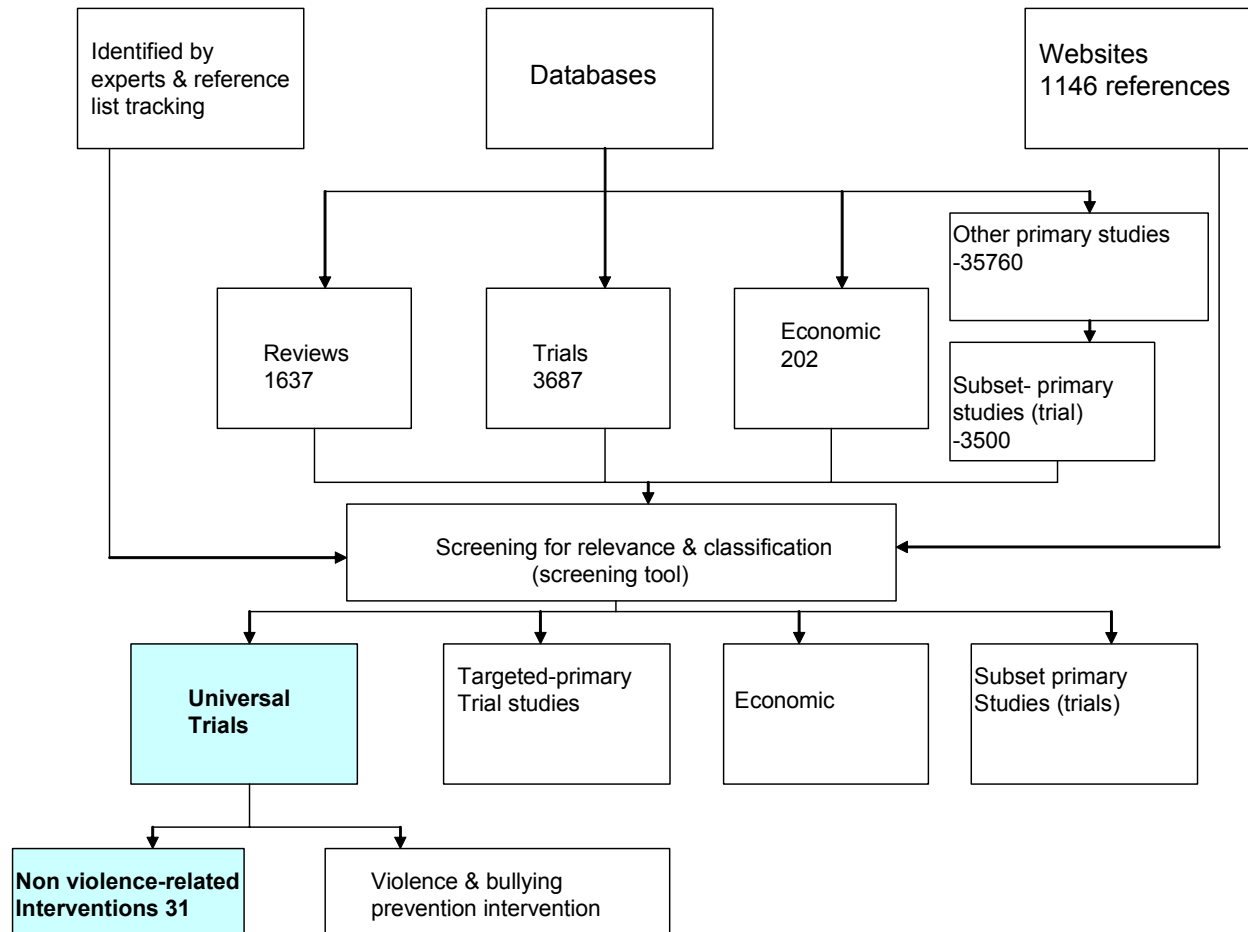 Identified by
experts & reference
list tracking
Databases
Websites
1146 references
Other primary studies
-35760
Reviews
1637
Trials
3687
Economic
202
Subset- primary
studies (trial)
-3500
Screening for relevance & classification
(screening tool)
Universal
Trials
Targeted-primary
Trial studies
Economic
Subset primary
Studies (trials)
Non violence-related
Interventions 31
Violence & bullying
prevention intervention